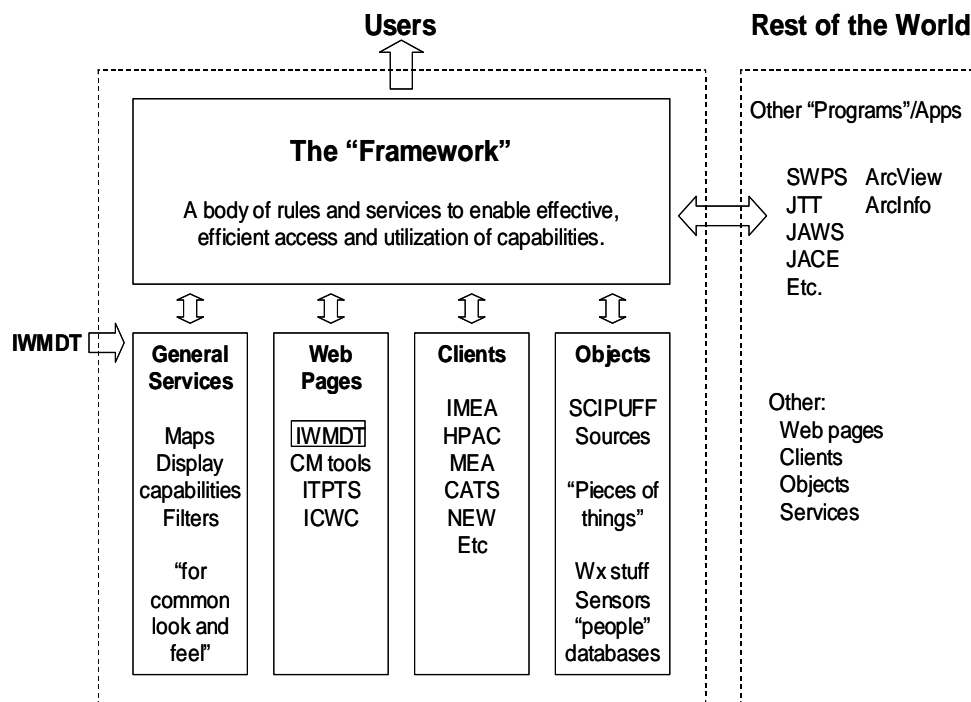 Users
Rest of the World
The “Framework”
A body of rules and services to enable effective,
efficient access and utilization of capabilities.
IWMDT
General
Services
Maps
Display
capabilities
Filters
“for
common
look and
feel”
Web
Pages
IWMDT
CM tools
ITPTS
ICWC
Clients
IMEA
HPAC
MEA
CATS
NEW
Etc
Objects
SCIPUFF
Sources
“Pieces of
things”
Wx stuff
Sensors
“people”
databases
Other “Programs”/Apps
SWPS ArcView
JTT ArcInfo
JAWS
JACE
Etc.
Other:
Web pages
Clients
Objects
Services